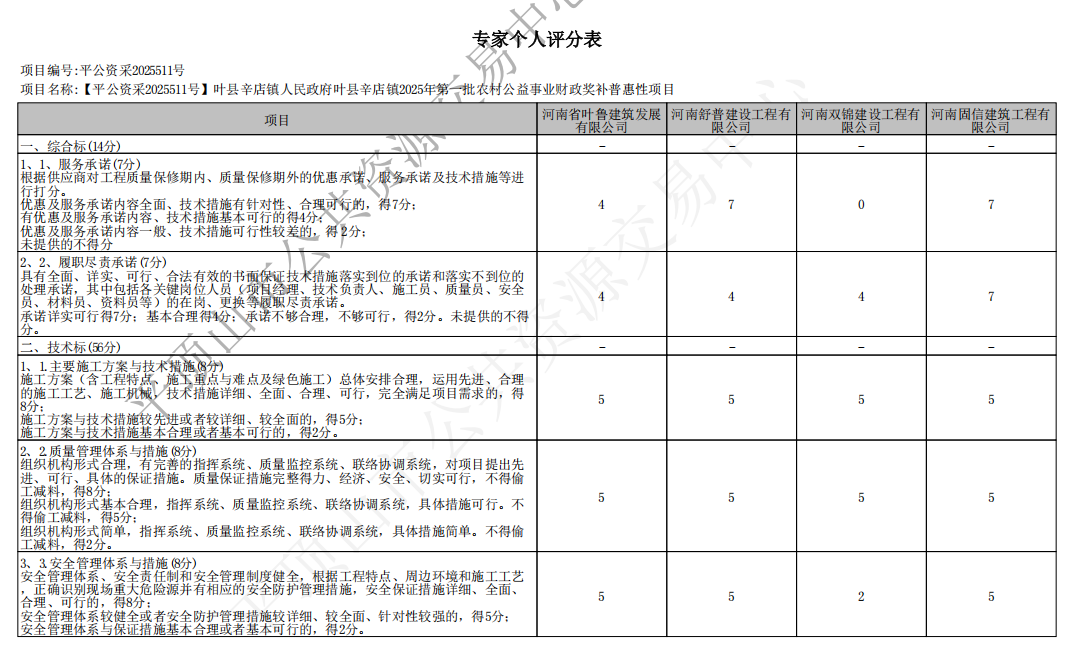 专家个人评分表
项目编号:平公资采2025511号
项目名称:【平公资采2025511号】叶县辛店镇人民政府叶县辛店镇2025年第一批农村公益事业财政奖补普惠性项目
项目 河南省叶鲁建筑发展有限公司 河南舒普建设工程有限公司 河南双锦建设工程有限公司 河南固信建筑工程有限公司
一、综合标(14分) - - - -
1、1、服务承诺(7分)
根据供应商对工程质量保修期内、质量保修期外的优惠承诺、服务承诺及技术措施等进
行打分。
优惠及服务承诺内容全面、技术措施有针对性、合理可行的，得7分；
有优惠及服务承诺内容、技术措施基本可行的得4分；
优惠及服务承诺内容一般、技术措施可行性较差的，得2分；
未提供的不得分
4 7 0 7
2、2、履职尽责承诺(7分)
具有全面、详实、可行、合法有效的书面保证技术措施落实到位的承诺和落实不到位的
处理承诺，其中包括各关键岗位人员（项目经理、技术负责人、施工员、质量员、安全
员、材料员、资料员等）的在岗、更换等履职尽责承诺。
承诺详实可行得7分；基本合理得4分；承诺不够合理，不够可行，得2分。未提供的不得
分。
4 4 4 7
二、技术标(56分) - - - -
1、1.主要施工方案与技术措施(8分)
施工方案（含工程特点、施工重点与难点及绿色施工）总体安排合理，运用先进、合理
的施工工艺、施工机械，技术措施详细、全面、合理、可行，完全满足项目需求的，得
8分；
施工方案与技术措施较先进或者较详细、较全面的，得5分；
施工方案与技术措施基本合理或者基本可行的，得2分。
5 5 5 5
2、2.质量管理体系与措施(8分)
组织机构形式合理，有完善的指挥系统、质量监控系统、联络协调系统，对项目提出先
进、可行、具体的保证措施。质量保证措施完整得力、经济、安全、切实可行，不得偷
工减料，得8分；
组织机构形式基本合理，指挥系统、质量监控系统、联络协调系统，具体措施可行。不
得偷工减料，得5分；
组织机构形式简单，指挥系统、质量监控系统、联络协调系统，具体措施简单。不得偷
工减料，得2分。
5 5 5 5
3、3.安全管理体系与措施(8分)
安全管理体系、安全责任制和安全管理制度健全，根据工程特点、周边环境和施工工艺
，正确识别现场重大危险源并有相应的安全防护管理措施，安全保证措施详细、全面、
合理、可行的，得8分；
安全管理体系较健全或者安全防护管理措施较详细、较全面、针对性较强的，得5分；
安全管理体系与保证措施基本合理或者基本可行的，得2分。
5 5 2 5
平顶山市公共资源交易中心
平顶山市公共资源交易中心